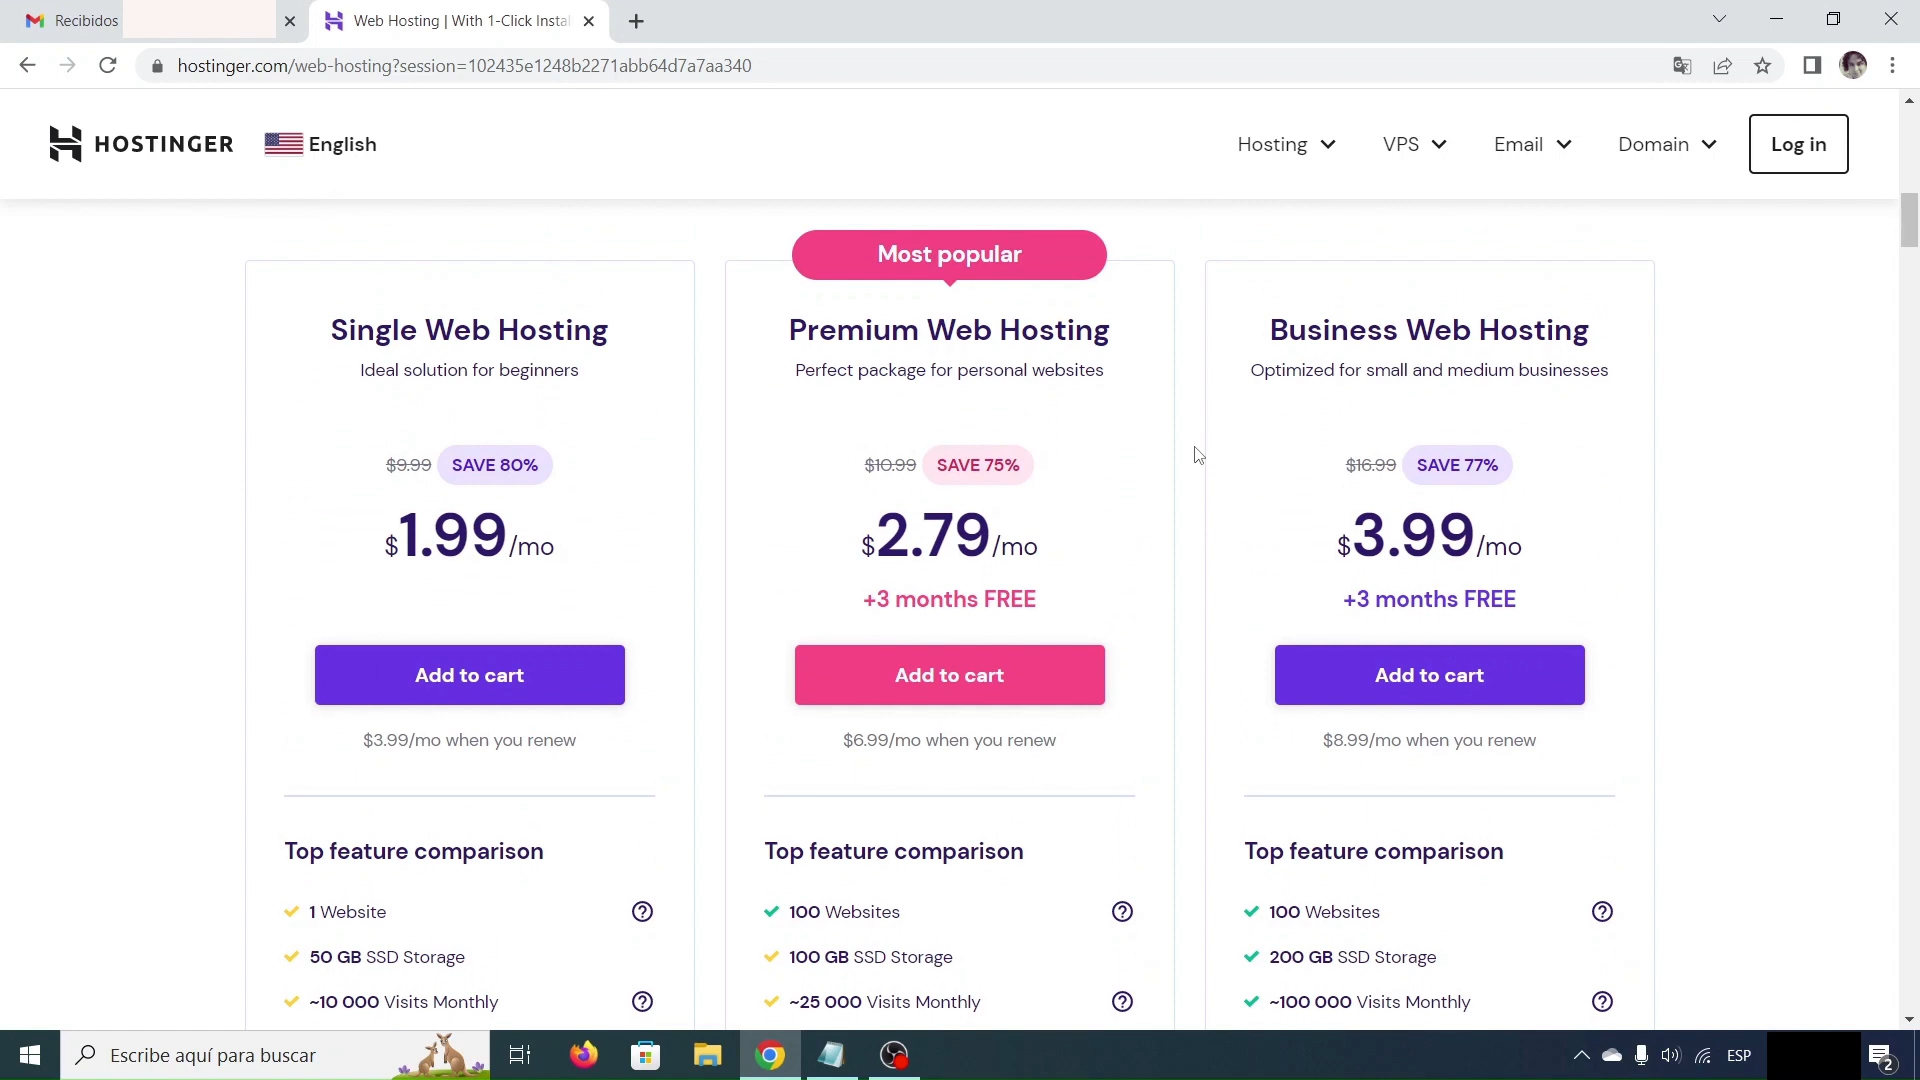 Recibidos
Web Hosting | With 1-Click Insta
hostinger.com/web-hosting?session=102435e1248b2271abb64d7a7aa340
HOSTINGER
English
Hosting
VPS
Email
Domain
Log in
Most popular
Single Web Hosting
Ideal solution for beginners
$9.99 SAVE 80%
$1.99/mo
Add to cart
$3.99/mo when you renew
Top feature comparison
1 Website
50 GB SSD Storage
~10 000 Visits Monthly
Premium Web Hosting
Perfect package for personal websites
$10.99 SAVE 75%
$2.79/mo
+3 months FREE
Add to cart
$6.99/mo when you renew
Top feature comparison
100 Websites
100 GB SSD Storage
~25 000 Visits Monthly
Business Web Hosting
Optimized for small and medium businesses
$16.99 SAVE 77%
$3.99/mo
+3 months FREE
Add to cart
$8.99/mo when you renew
Top feature comparison
100 Websites
200 GB SSD Storage
~100 000 Visits Monthly
Escribe aquí para buscar
ESP
2